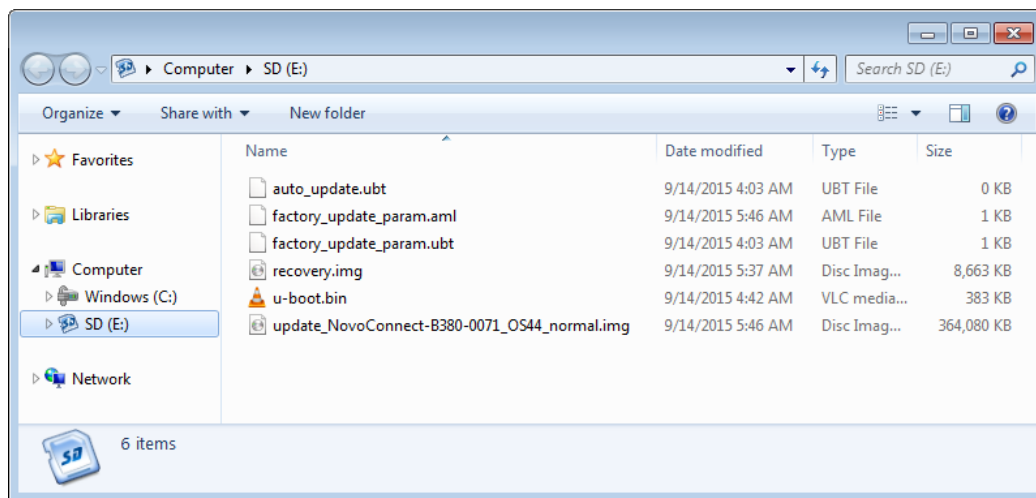 Computer ▸ SD (E:)
Search SD (E:)
Organize Share with New folder
Favorites
Libraries
Computer
Windows (C:)
SD (E:)
Network
Name Date modified Type Size
auto_update.ubt 9/14/2015 4:03 AM UBT File 0 KB
factory_update_param.aml 9/14/2015 5:46 AM AML File 1 KB
factory_update_param.ubt 9/14/2015 4:03 AM UBT File 1 KB
recovery.img 9/14/2015 5:37 AM Disc Imag... 8,663 KB
u-boot.bin 9/14/2015 4:42 AM VLC media... 383 KB
update_NovoConnect-B380-0071_OS44_normal.img 9/14/2015 5:46 AM Disc Imag... 364,080 KB
SD
6 items